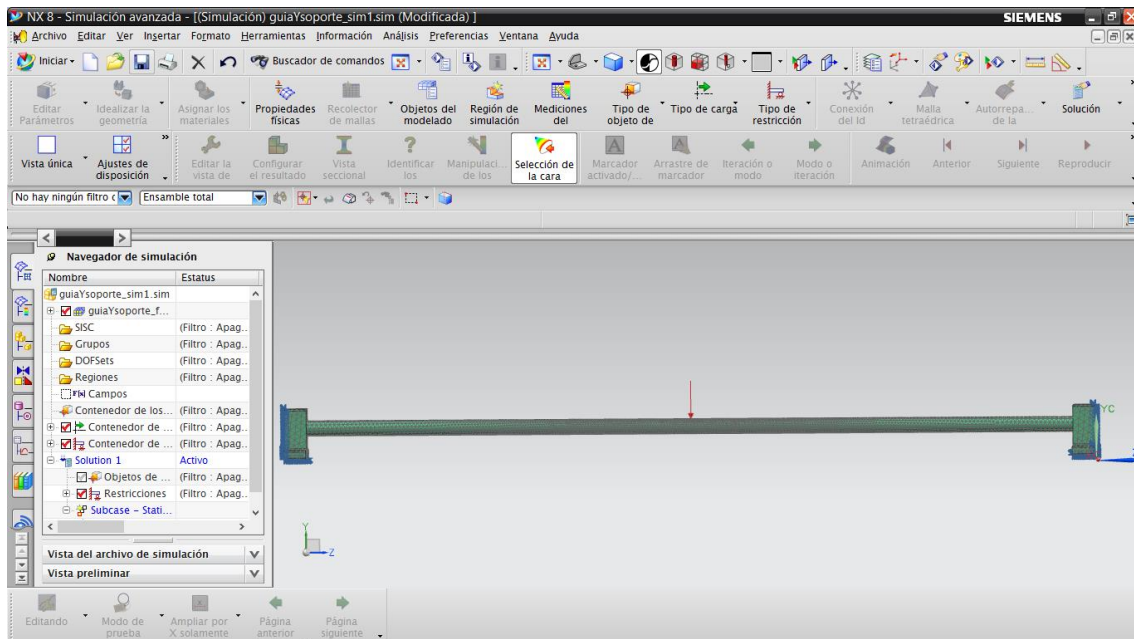 NX 8 - Simulación avanzada - [(Simulación) guiaYsoporte_sim1.sim (Modificada) ]
SIEMENS
Archivo Editar Ver Insertar Formato Herramientas Información Análisis Preferencias Ventana Ayuda
Iniciar
Buscador de comandos
Editar Parámetros
Idealizar la geometría
Asignar los materiales
Propiedades físicas
Recolector de mallas
Objetos del modelado
Región de simulación
Mediciones del
Tipo de objeto de
Tipo de carga
Tipo de restricción
Conexión del Id
Malla tetraédrica
Autorrepa... de la
Solución
Vista única
Ajustes de disposición
Editar la vista de
Configurar el resultado
Vista seccional
Identificar los
Manipulaci... de los
Selección de la cara
Marcador activado/...
Arrastre de marcador
Iteración o modo
Modo o iteración
Animación
Anterior
Siguiente
Reproducir
No hay ningún filtro c
Ensamble total
Navegador de simulación
Nombre Estatus
guiaYsoporte_sim1.sim
guiaYsoporte_f...
SISC (Filtro : Apag...
Grupos (Filtro : Apag...
DOFSets (Filtro : Apag...
Regiones (Filtro : Apag...
Campos
Contenedor de los... (Filtro : Apag...
Contenedor de ... (Filtro : Apag...
Contenedor de ... (Filtro : Apag...
Solution 1 Activo
Objetos de ... (Filtro : Apag...
Restricciones (Filtro : Apag...
Subcase - Stati...
YC
Y
Z
Vista del archivo de simulación
Vista preliminar
Editando
Modo de prueba
Ampliar por X solamente
Página anterior
Página siguiente